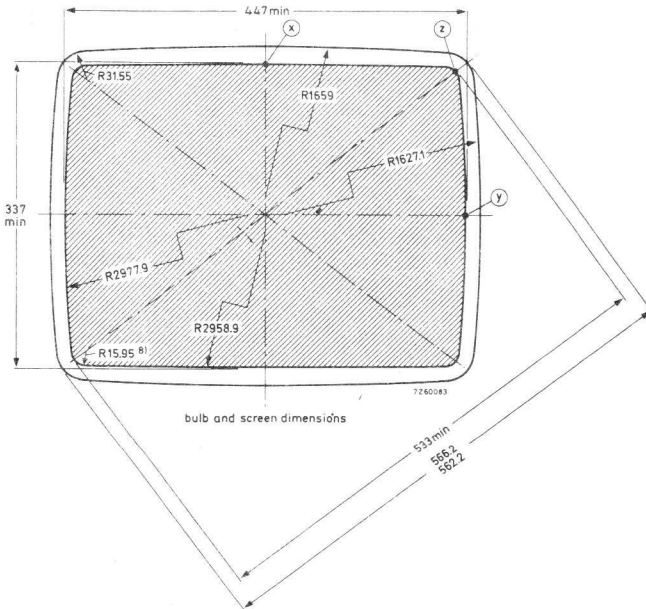 447 min
x
z
R31.55
R1659
R1627.1
337
min
y
R2977.9
R2958.9
R15.95 8)
7Z60083
bulb and screen dimensions
533 min
566.2
562.2